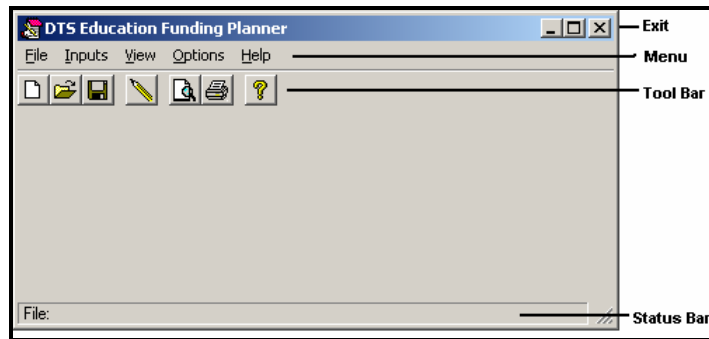 DTS Education Funding Planner
Exit
File Inputs View Options Help
Menu
Tool Bar
File:
Status Bar